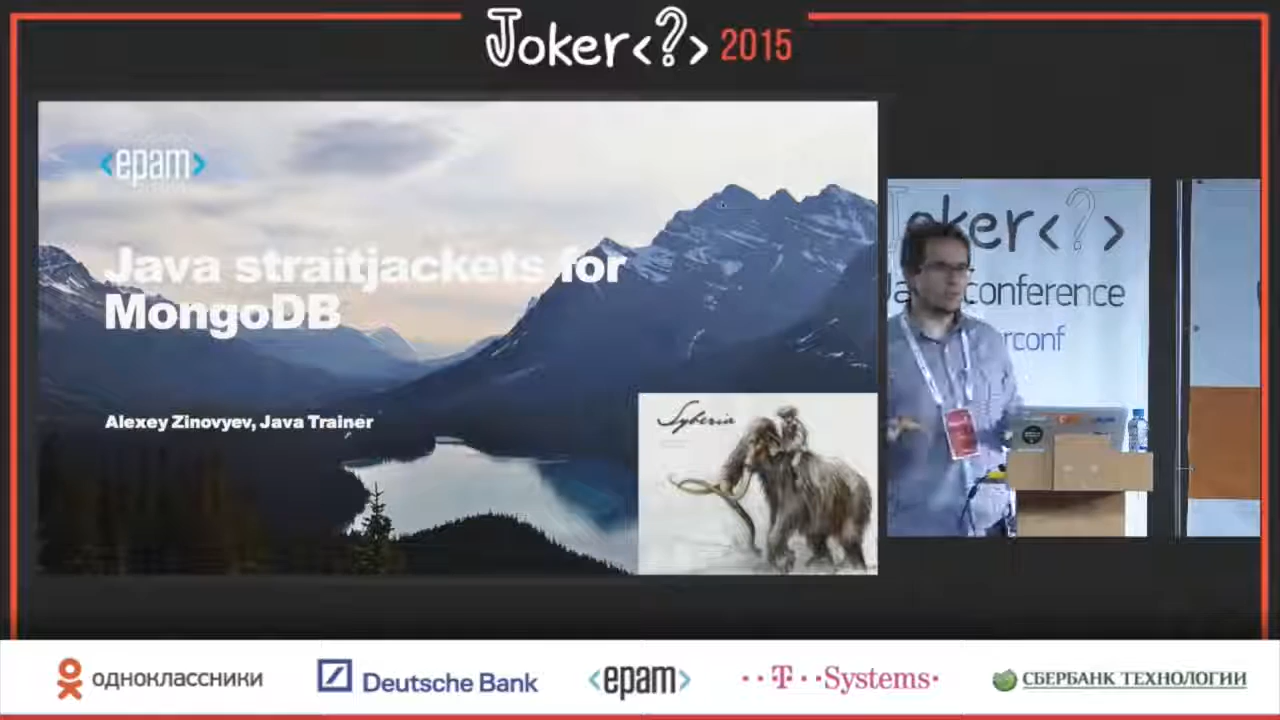 Joker<?> 2015
<epam>
Java straitjackets for
MongoDB
Alexey Zinovyev, Java Trainer
Syberia
Joker<?>
conference
rconf
одноклассники
Deutsche Bank
<epam>
··T··Systems·
СБЕРБАНК ТЕХНОЛОГИИ